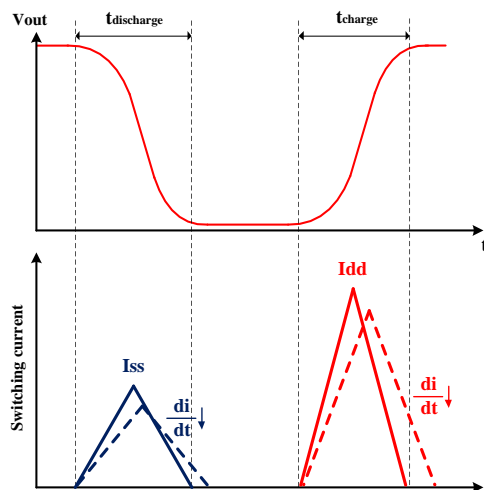 Vout
tdischarge
tcharge
t
Switching current
Iss
di
dt
↓
Idd
di
dt
↓